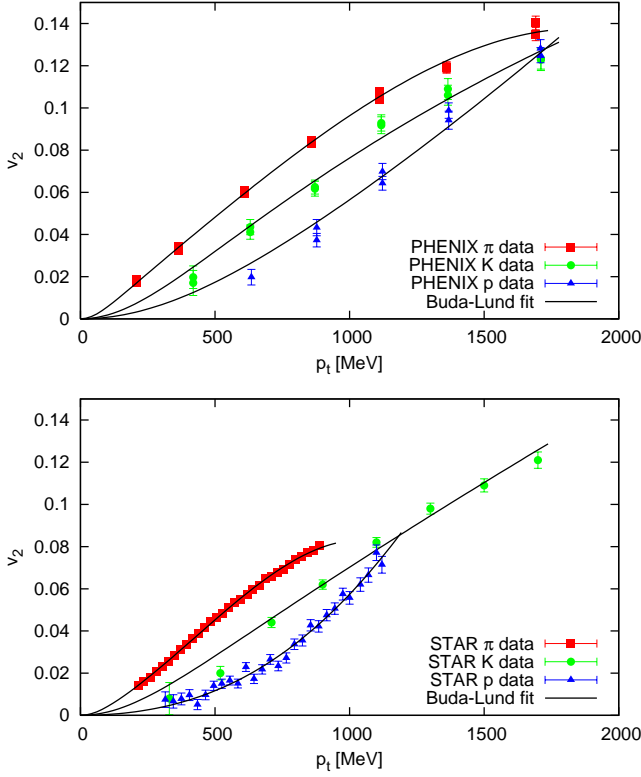 0.14
0.12
0.1
0.08
0.06
0.04
0.02
0
v2
0 500 1000 1500 2000
pt [MeV]
PHENIX π data
PHENIX K data
PHENIX p data
Buda-Lund fit
0.14
0.12
0.1
0.08
0.06
0.04
0.02
0
v2
0 500 1000 1500 2000
pt [MeV]
STAR π data
STAR K data
STAR p data
Buda-Lund fit